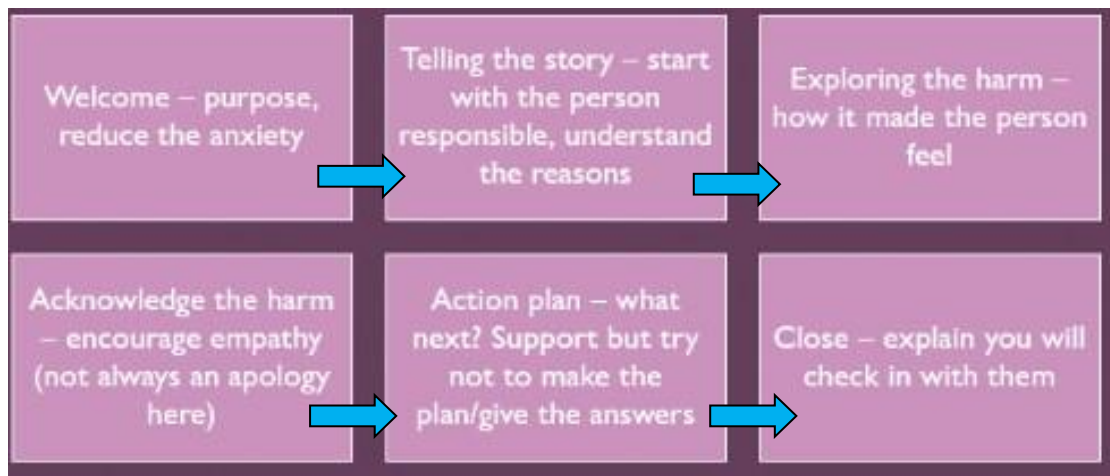 Welcome – purpose,
reduce the anxiety
Telling the story – start
with the person
responsible, understand
the reasons
Exploring the harm –
how it made the person
feel
Acknowledge the harm
– encourage empathy
(not always an apology
here)
Action plan – what
next? Support but try
not to make the
plan/give the answers
Close – explain you will
check in with them